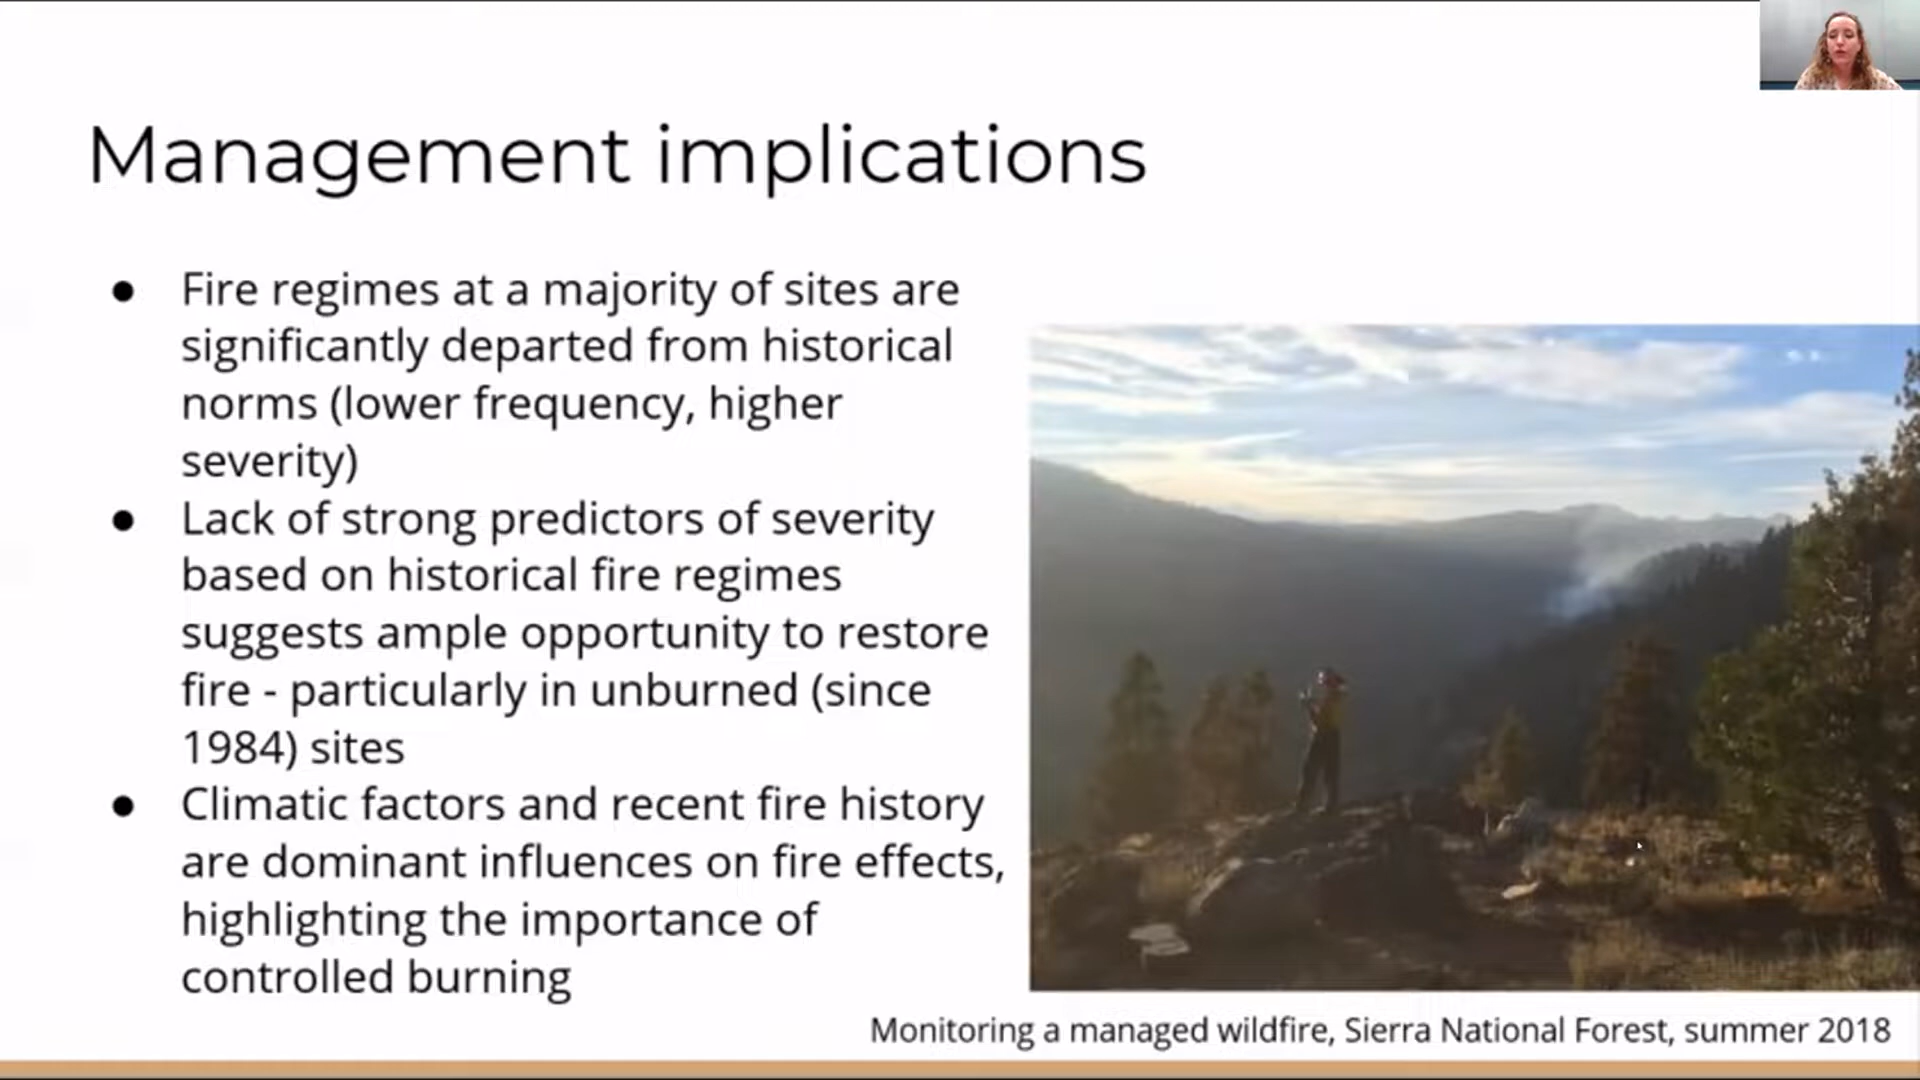 Management implications
● Fire regimes at a majority of sites are
significantly departed from historical
norms (lower frequency, higher
severity)
● Lack of strong predictors of severity
based on historical fire regimes
suggests ample opportunity to restore
fire - particularly in unburned (since
1984) sites
● Climatic factors and recent fire history
are dominant influences on fire effects,
highlighting the importance of
controlled burning
Monitoring a managed wildfire, Sierra National Forest, summer 2018